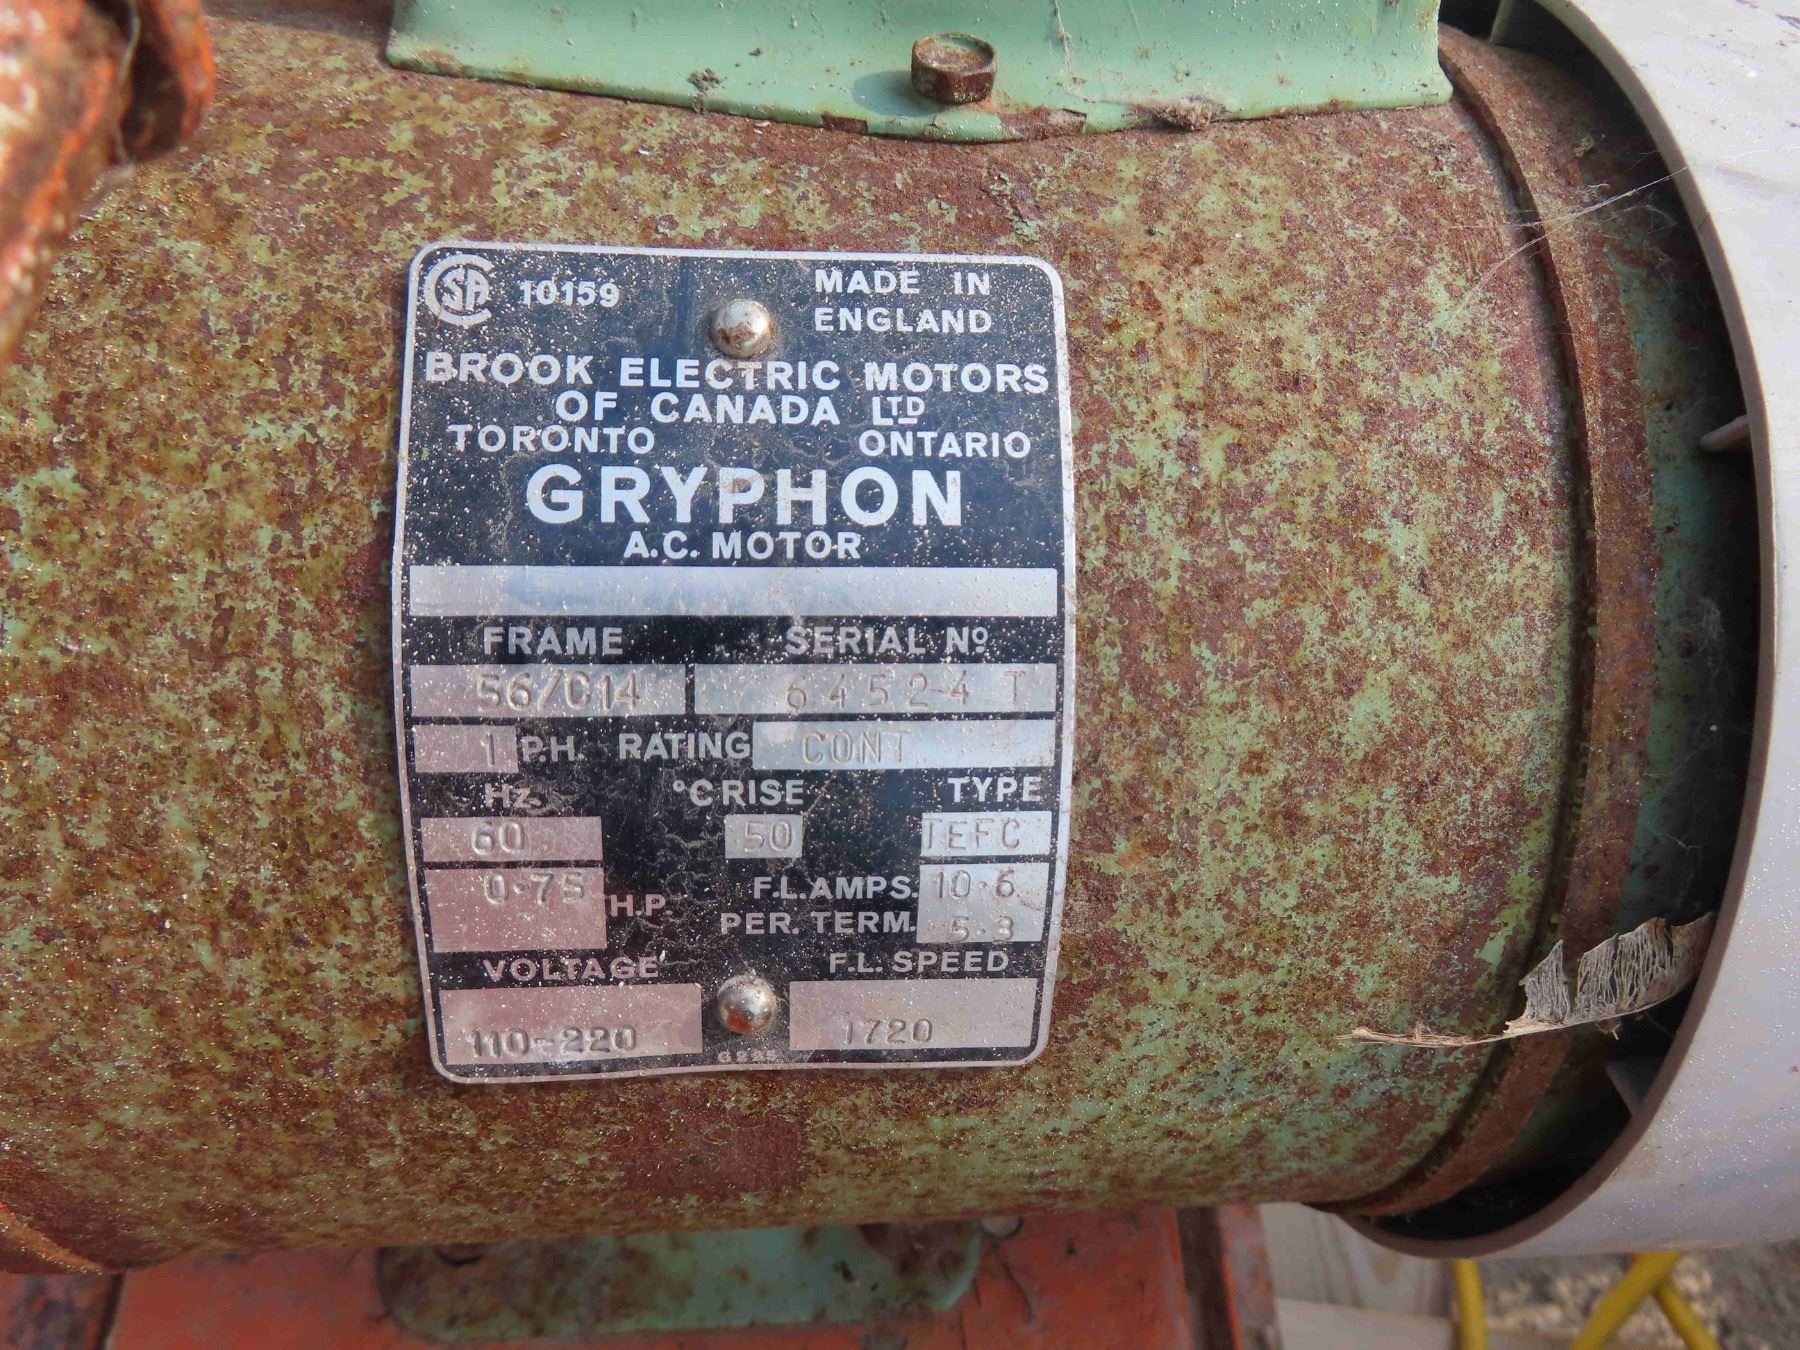 CSA 10159 MADE IN
ENGLAND
BROOK ELECTRIC MOTORS
OF CANADA LTD
TORONTO ONTARIO
GRYPHON
A.C. MOTOR
FRAME SERIAL Nº
56/C14 64524 T
1 P.H. RATING CONT
Hz. °C RISE TYPE
60 50 TEFC
0·75 H.P. F.L. AMPS. 10·6
PER. TERM. 5·3
VOLTAGE F.L. SPEED
110-220 1720